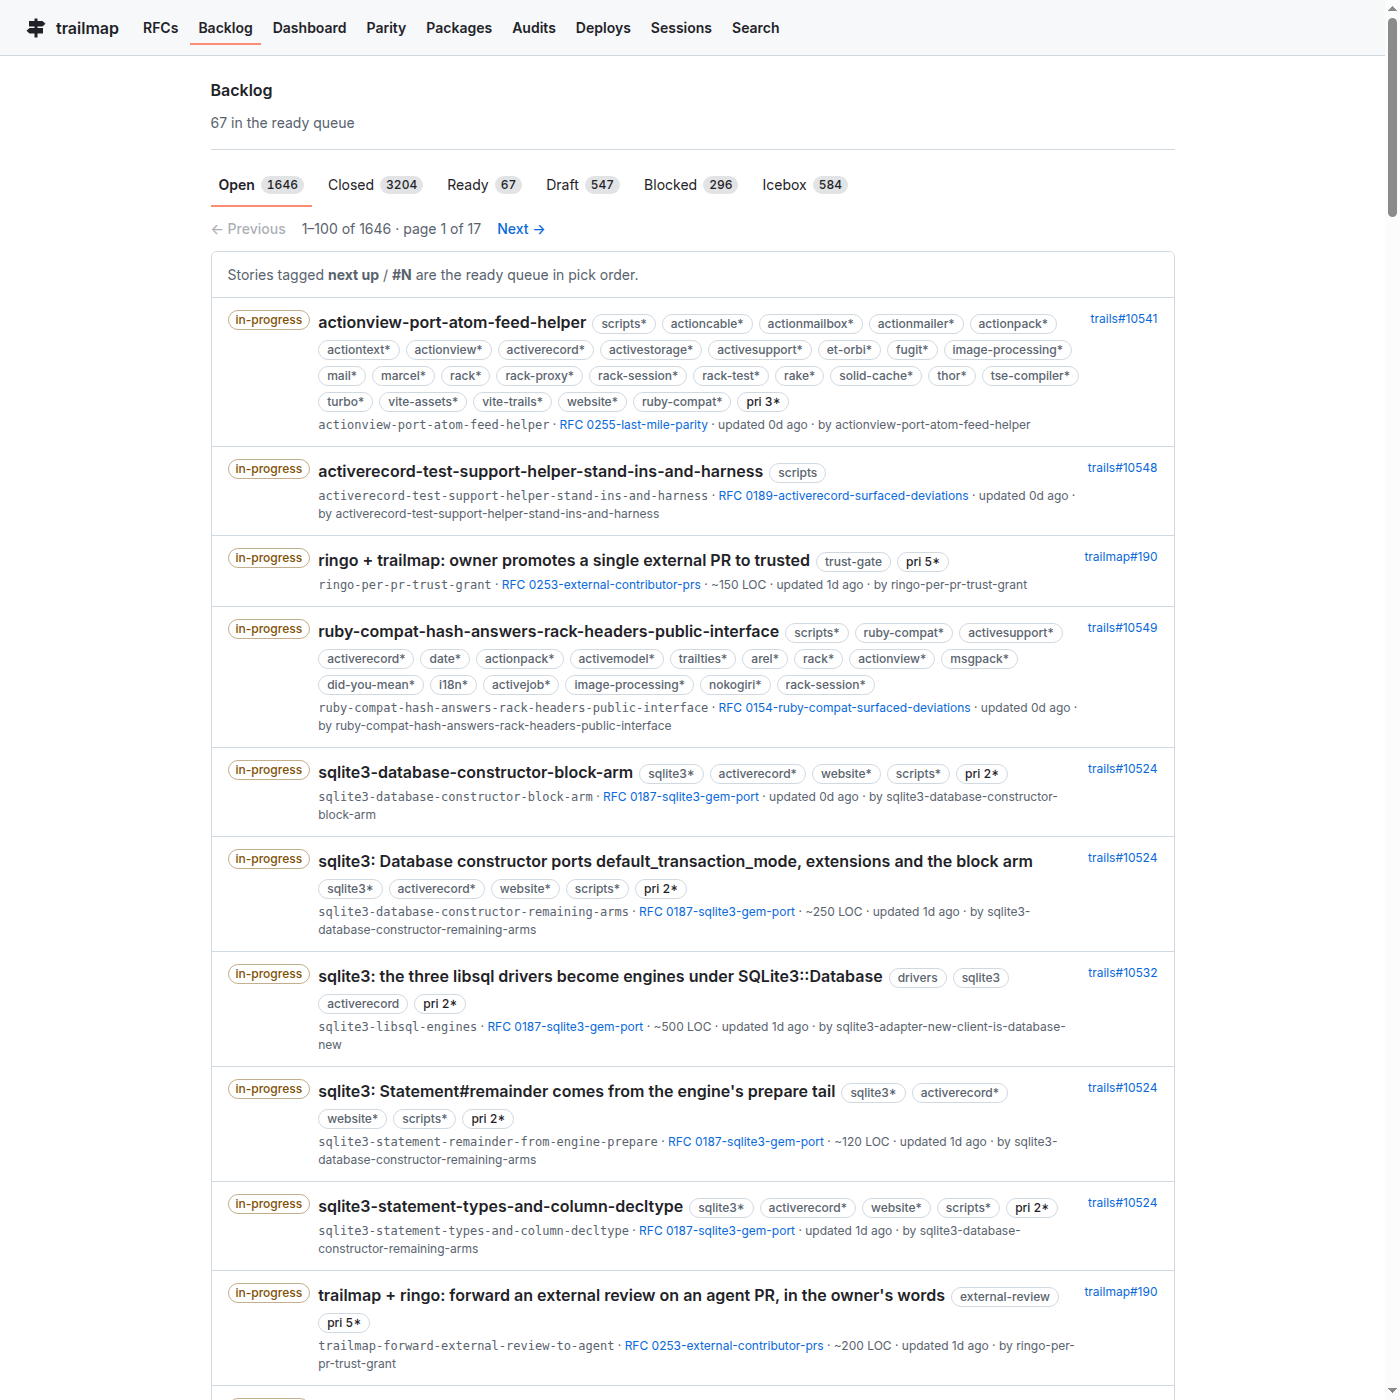 trailmap RFCs Backlog Dashboard Parity Packages Audits Deploys Sessions Search
Backlog
67 in the ready queue
Open 1646 Closed 3204 Ready 67 Draft 547 Blocked 296 Icebox 584
← Previous 1–100 of 1646 · page 1 of 17 Next →
Stories tagged next up / #N are the ready queue in pick order.
in-progress actionview-port-atom-feed-helper scripts* actioncable* actionmailbox* actionmailer* actionpack* trails#10541
actiontext* actionview* activerecord* activestorage* activesupport* et-orbi* fugit* image-processing*
mail* marcel* rack* rack-proxy* rack-session* rack-test* rake* solid-cache* thor* tse-compiler*
turbo* vite-assets* vite-trails* website* ruby-compat* pri 3*
actionview-port-atom-feed-helper · RFC 0255-last-mile-parity · updated 0d ago · by actionview-port-atom-feed-helper
in-progress activerecord-test-support-helper-stand-ins-and-harness scripts trails#10548
activerecord-test-support-helper-stand-ins-and-harness · RFC 0189-activerecord-surfaced-deviations · updated 0d ago ·
by activerecord-test-support-helper-stand-ins-and-harness
in-progress ringo + trailmap: owner promotes a single external PR to trusted trust-gate pri 5* trailmap#190
ringo-per-pr-trust-grant · RFC 0253-external-contributor-prs · ~150 LOC · updated 1d ago · by ringo-per-pr-trust-grant
in-progress ruby-compat-hash-answers-rack-headers-public-interface scripts* ruby-compat* activesupport* trails#10549
activerecord* date* actionpack* activemodel* trailties* arel* rack* actionview* msgpack*
did-you-mean* i18n* activejob* image-processing* nokogiri* rack-session*
ruby-compat-hash-answers-rack-headers-public-interface · RFC 0154-ruby-compat-surfaced-deviations · updated 0d ago ·
by ruby-compat-hash-answers-rack-headers-public-interface
in-progress sqlite3-database-constructor-block-arm sqlite3* activerecord* website* scripts* pri 2* trails#10524
sqlite3-database-constructor-block-arm · RFC 0187-sqlite3-gem-port · updated 0d ago · by sqlite3-database-constructor-
block-arm
in-progress sqlite3: Database constructor ports default_transaction_mode, extensions and the block arm trails#10524
sqlite3* activerecord* website* scripts* pri 2*
sqlite3-database-constructor-remaining-arms · RFC 0187-sqlite3-gem-port · ~250 LOC · updated 1d ago · by sqlite3-
database-constructor-remaining-arms
in-progress sqlite3: the three libsql drivers become engines under SQLite3::Database drivers sqlite3 trails#10532
activerecord pri 2*
sqlite3-libsql-engines · RFC 0187-sqlite3-gem-port · ~500 LOC · updated 1d ago · by sqlite3-adapter-new-client-is-database-
new
in-progress sqlite3: Statement#remainder comes from the engine's prepare tail sqlite3* activerecord* trails#10524
website* scripts* pri 2*
sqlite3-statement-remainder-from-engine-prepare · RFC 0187-sqlite3-gem-port · ~120 LOC · updated 1d ago · by sqlite3-
database-constructor-remaining-arms
in-progress sqlite3-statement-types-and-column-decltype sqlite3* activerecord* website* scripts* pri 2* trails#10524
sqlite3-statement-types-and-column-decltype · RFC 0187-sqlite3-gem-port · updated 1d ago · by sqlite3-database-
constructor-remaining-arms
in-progress trailmap + ringo: forward an external review on an agent PR, in the owner's words external-review trailmap#190
pri 5*
trailmap-forward-external-review-to-agent · RFC 0253-external-contributor-prs · ~200 LOC · updated 1d ago · by ringo-per-
pr-trust-grant